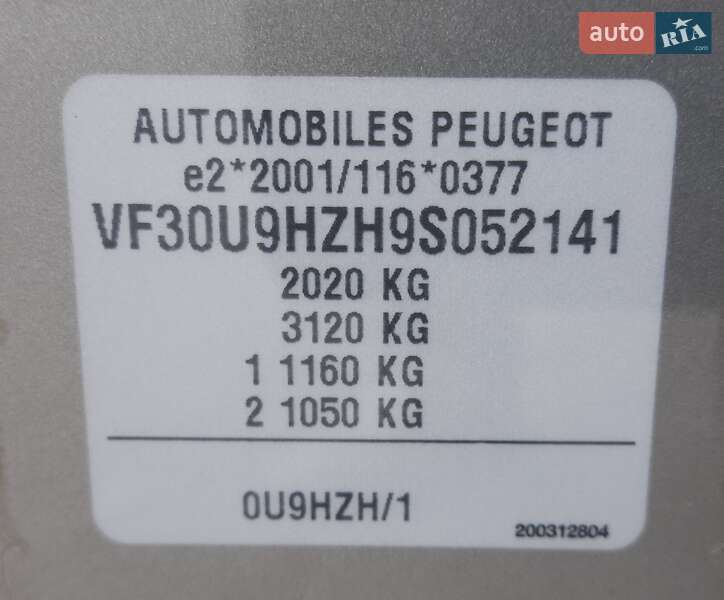 auto RIA.com
AUTOMOBILES PEUGEOT
e2*2001/116*0377
VF30U9HZH9S052141
2020 KG
3120 KG
1 1160 KG
2 1050 KG
0U9HZH/1
200312804